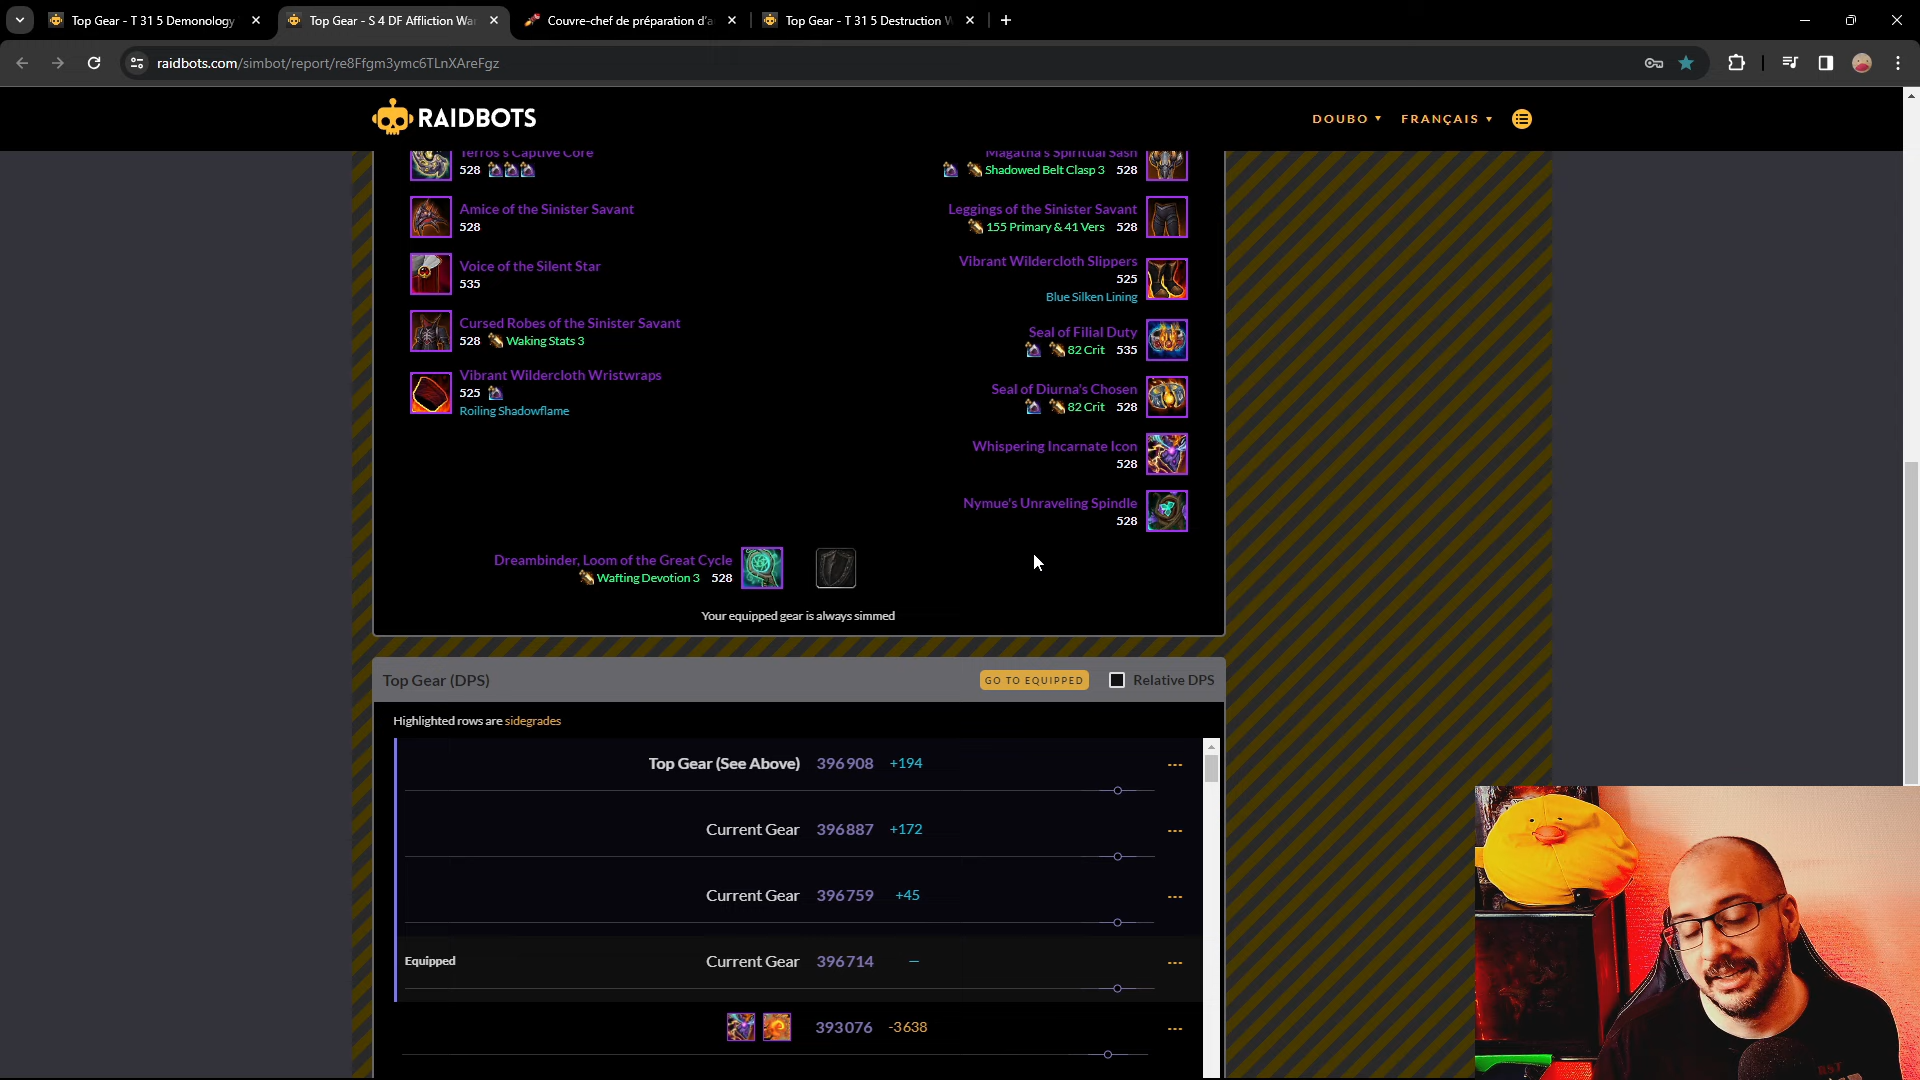 Top Gear - T 31 5 Demonology
Top Gear - S 4 DF Affliction Wa
Couvre-chef de préparation d'a
Top Gear - T 31 5 Destruction W
raidbots.com/simbot/report/re8Ffgm3ymc6TLnXAreFgz
RAIDBOTS
DOUBO
FRANÇAIS
Terros's Captive Core
528
Amice of the Sinister Savant
528
Voice of the Silent Star
535
Cursed Robes of the Sinister Savant
528 Waking Stats 3
Vibrant Wildercloth Wristwraps
525
Roiling Shadowflame
Magatha's Spiritual Sash
Shadowed Belt Clasp 3 528
Leggings of the Sinister Savant
155 Primary & 41 Vers 528
Vibrant Wildercloth Slippers
525
Blue Silken Lining
Seal of Filial Duty
82 Crit 535
Seal of Diurna's Chosen
82 Crit 528
Whispering Incarnate Icon
528
Nymue's Unraveling Spindle
528
Dreambinder, Loom of the Great Cycle
Wafting Devotion 3 528
Your equipped gear is always simmed
Top Gear (DPS)
GO TO EQUIPPED
Relative DPS
Highlighted rows are sidegrades
Top Gear (See Above) 396908 +194
Current Gear 396887 +172
Current Gear 396759 +45
Equipped Current Gear 396714 –
393076 -3638